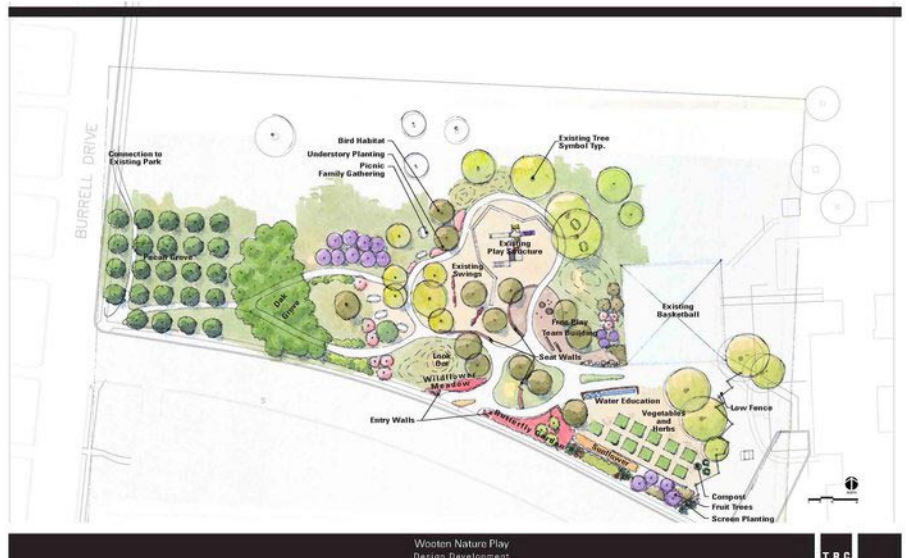 BURRELL DRIVE
Connection to
Existing Park
Bird Habitat
Understory Planting
Picnic
Family Gathering
Existing Tree
Symbol Typ.
Pecan Grove
Oak
Grove
Existing
Play Structure
Existing
Swings
Existing
Basketball
Free Play
Team Building
Look
Out
Seat Walls
Wildflower
Meadow
Entry Walls
Butterfly Garden
Water Education
Vegetables
and
Herbs
Low Fence
Sunflower
Compost
Fruit Trees
Screen Planting
Wooten Nature Play
Design Development
TBG